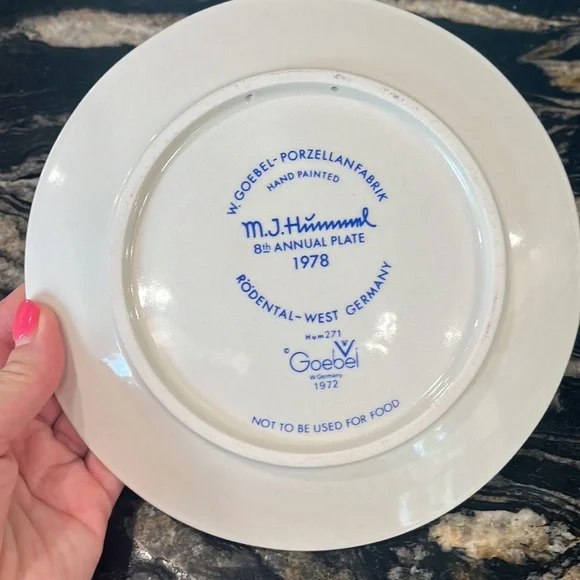 W. GOEBEL-PORZELLANFABRIK
HAND PAINTED
M.J.Hümmel
8th ANNUAL PLATE
1978
RÖDENTAL-WEST GERMANY
Hum271
© Goebel
W.Germany
1972
NOT TO BE USED FOR FOOD